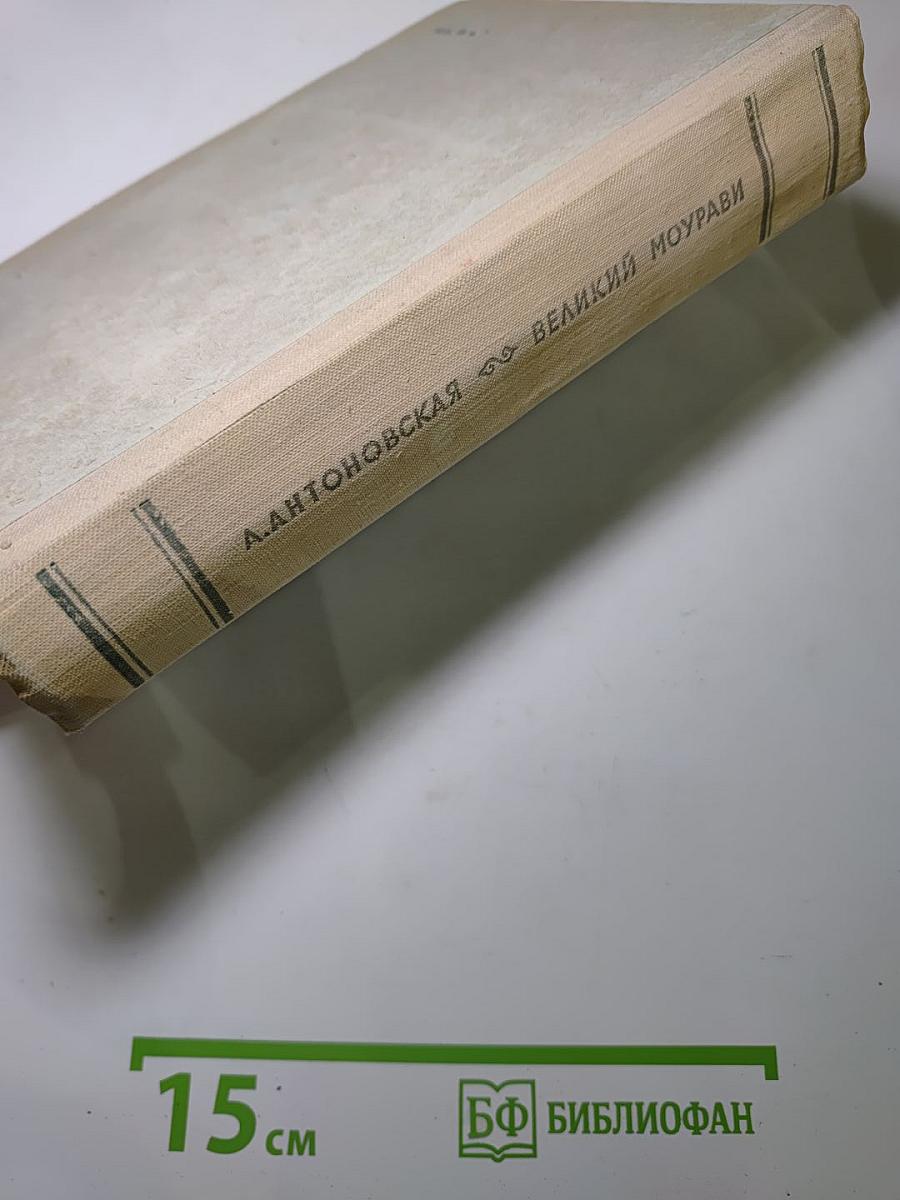 А. АНТОНОВСКАЯ ВЕЛИКИЙ МОУРАВИ
15 см
БФ БИБЛИОФАН